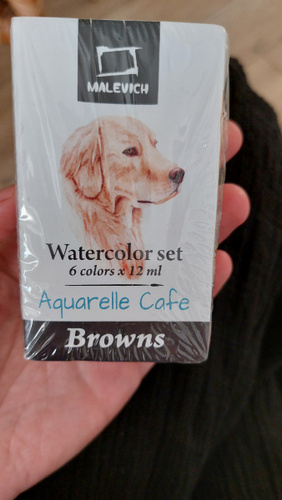 MALEVICH
Watercolor set
6 colors x 12 ml
Aquarelle Cafe
Browns